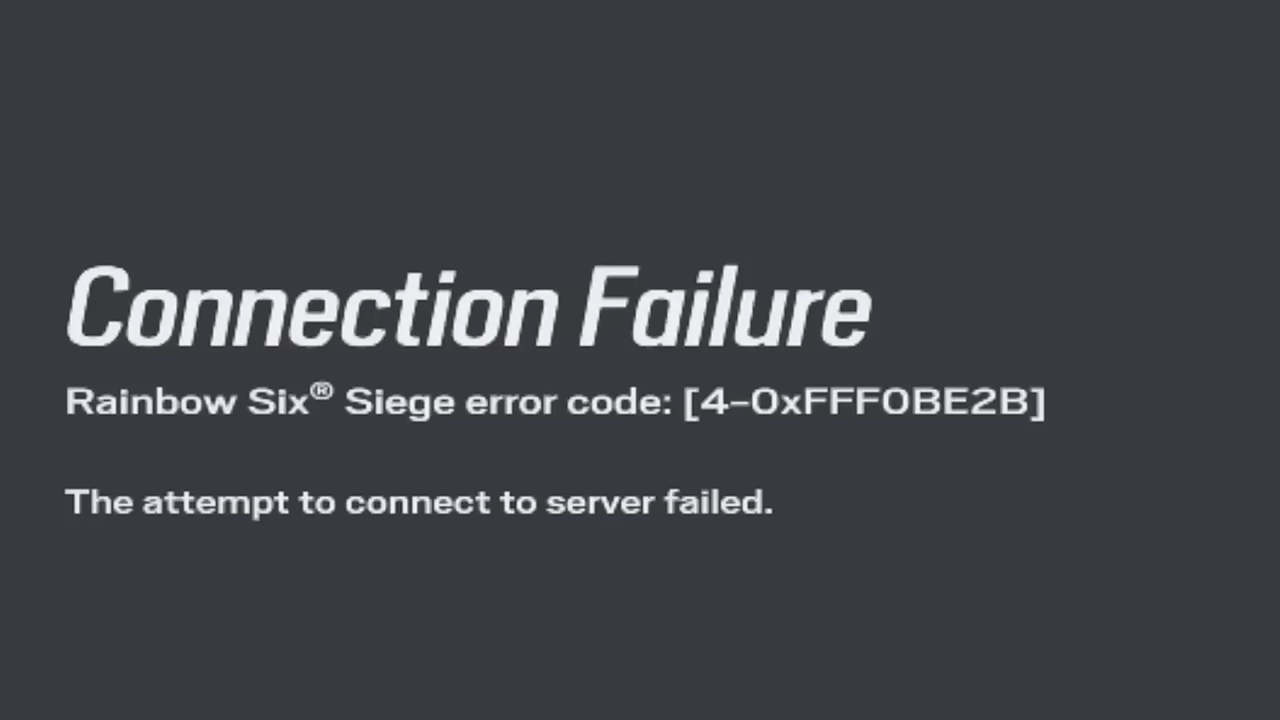 Connection Failure
Rainbow Six® Siege error code: [4-0xFFF0BE2B]
The attempt to connect to server failed.